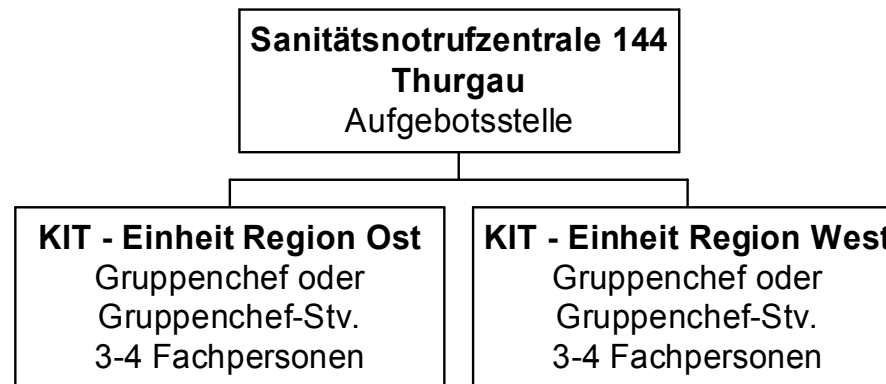 Sanitätsnotrufzentrale 144
Thurgau
Aufgebotsstelle
KIT - Einheit Region Ost
Gruppenchef oder
Gruppenchef-Stv.
3-4 Fachpersonen
KIT - Einheit Region West
Gruppenchef oder
Gruppenchef-Stv.
3-4 Fachpersonen